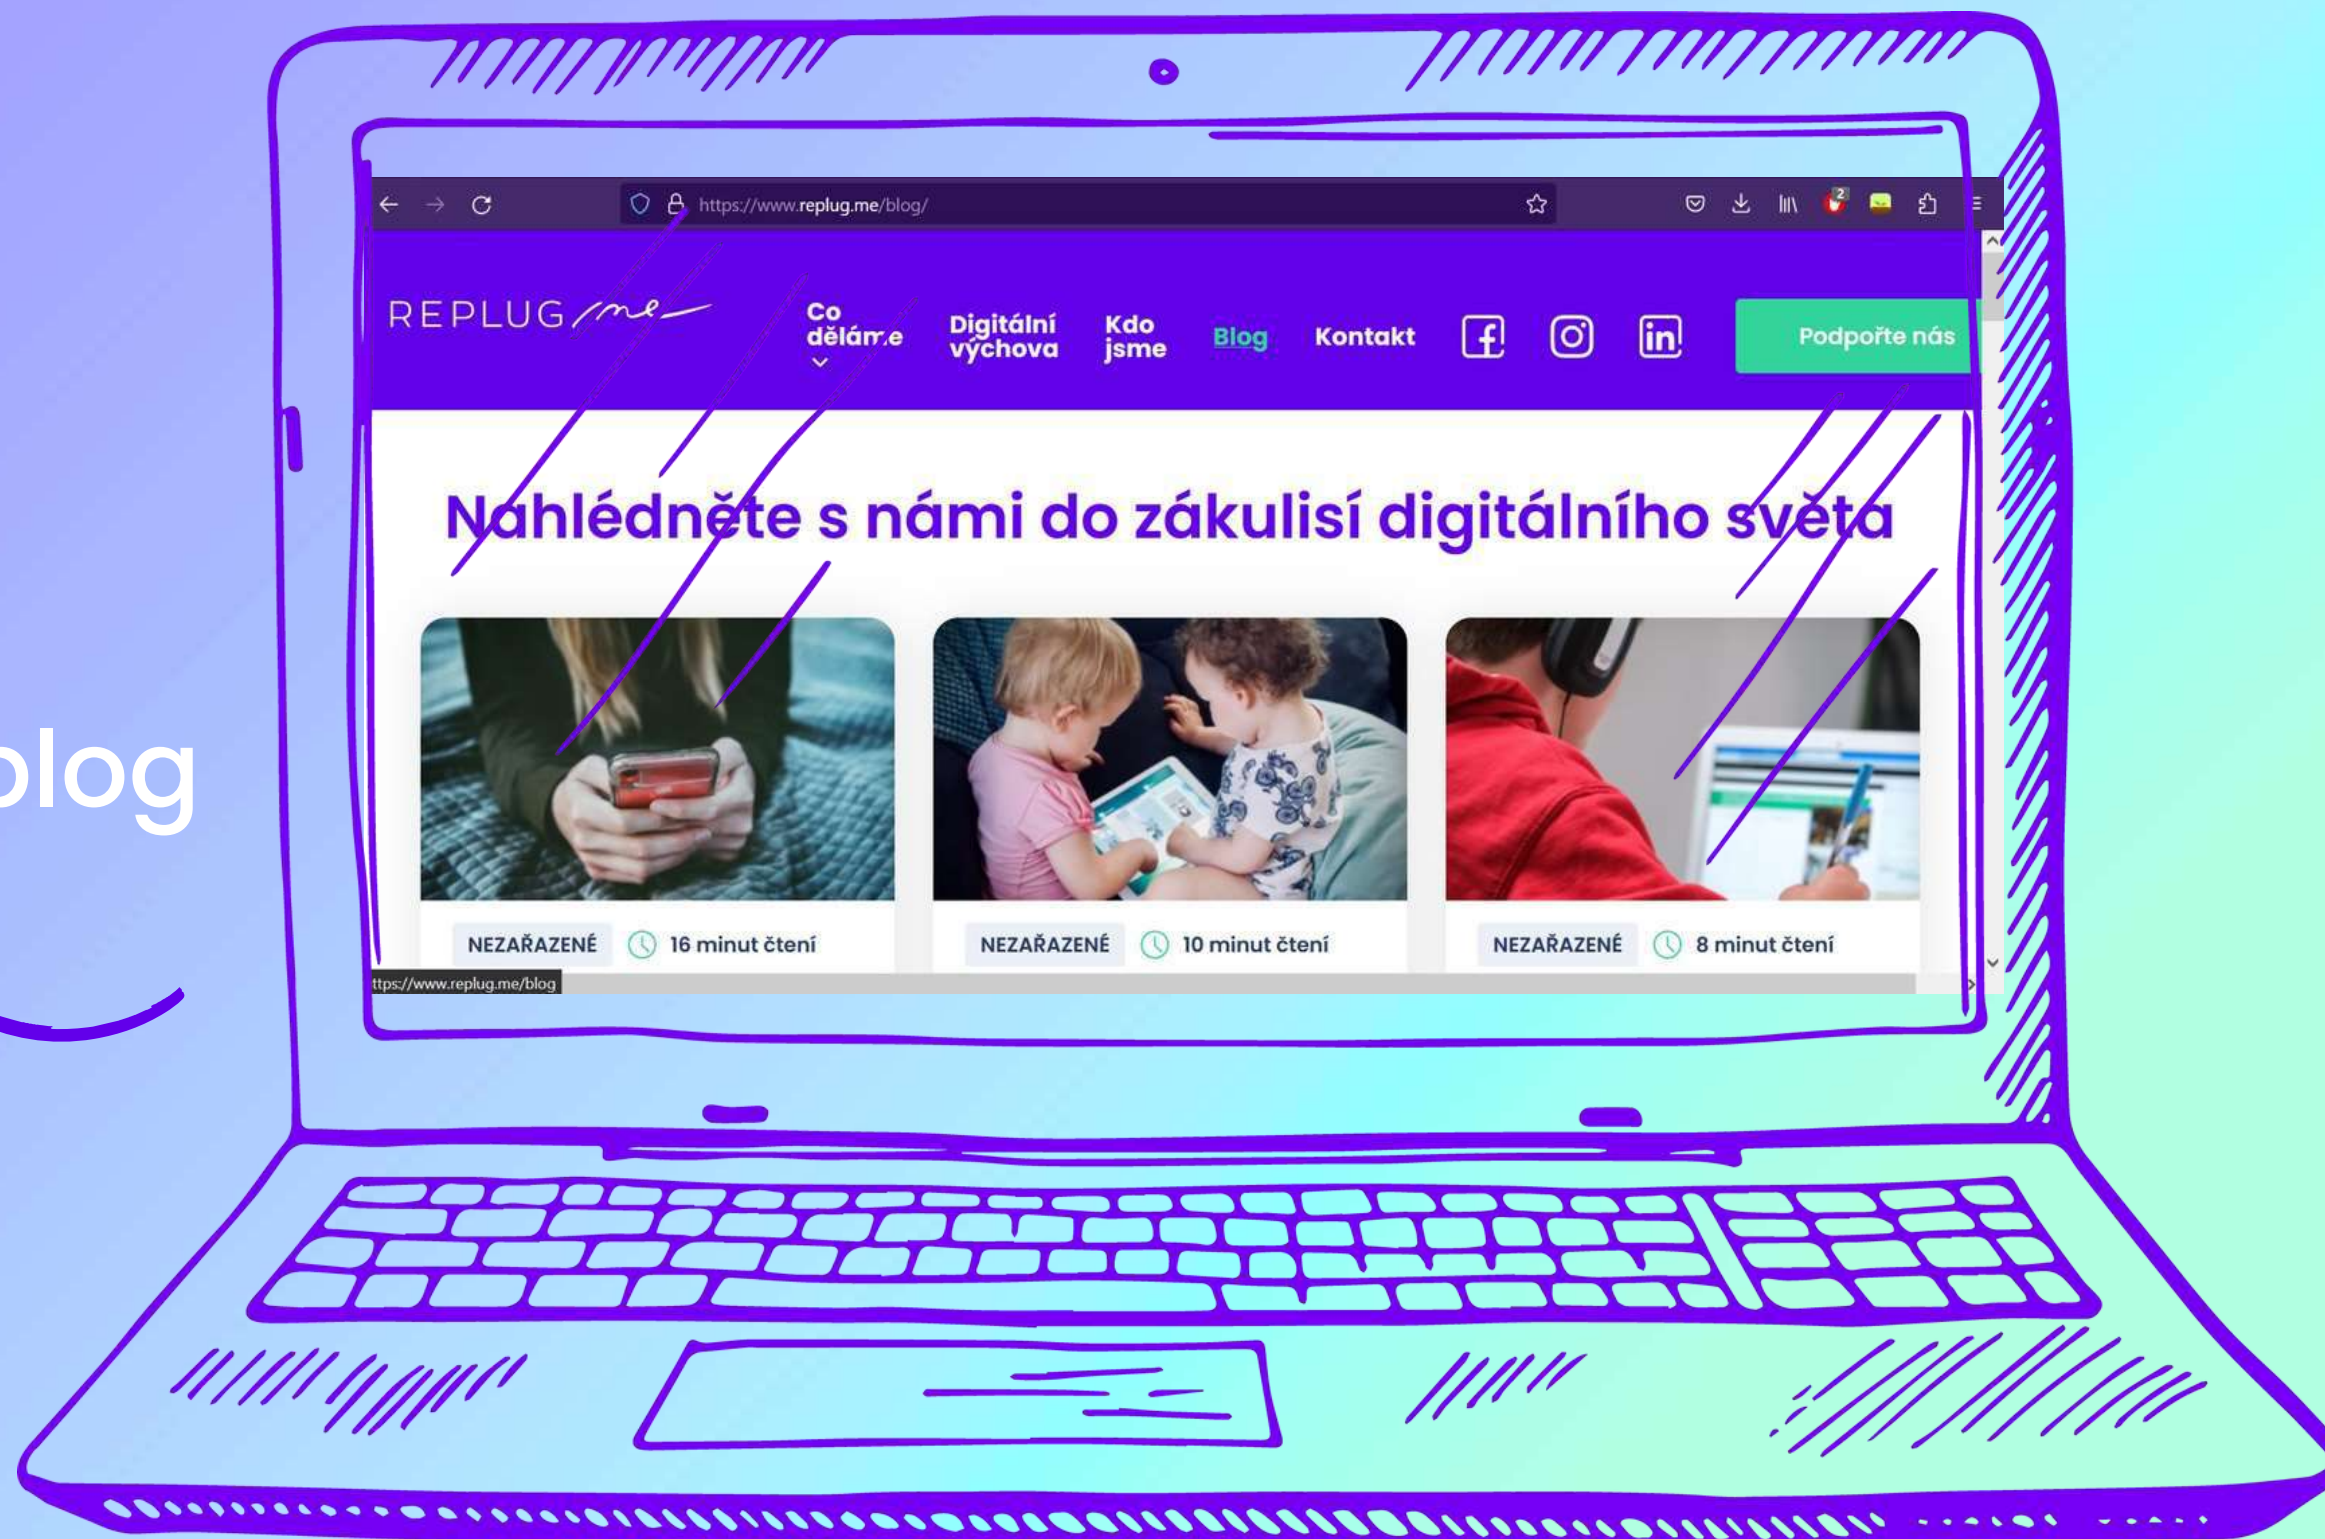 https://www.replug.me/blog/
2
REPLUG me
Co
děláme
Digitální
výchova
Kdo
jsme
Blog
Kontakt
Podpořte nás
Nahlédněte s námi do zákulisí digitálního světa
blog
NEZAŘAZENÉ 16 minut čtení
NEZAŘAZENÉ 10 minut čtení
NEZAŘAZENÉ 8 minut čtení
ttps://www.replug.me/blog